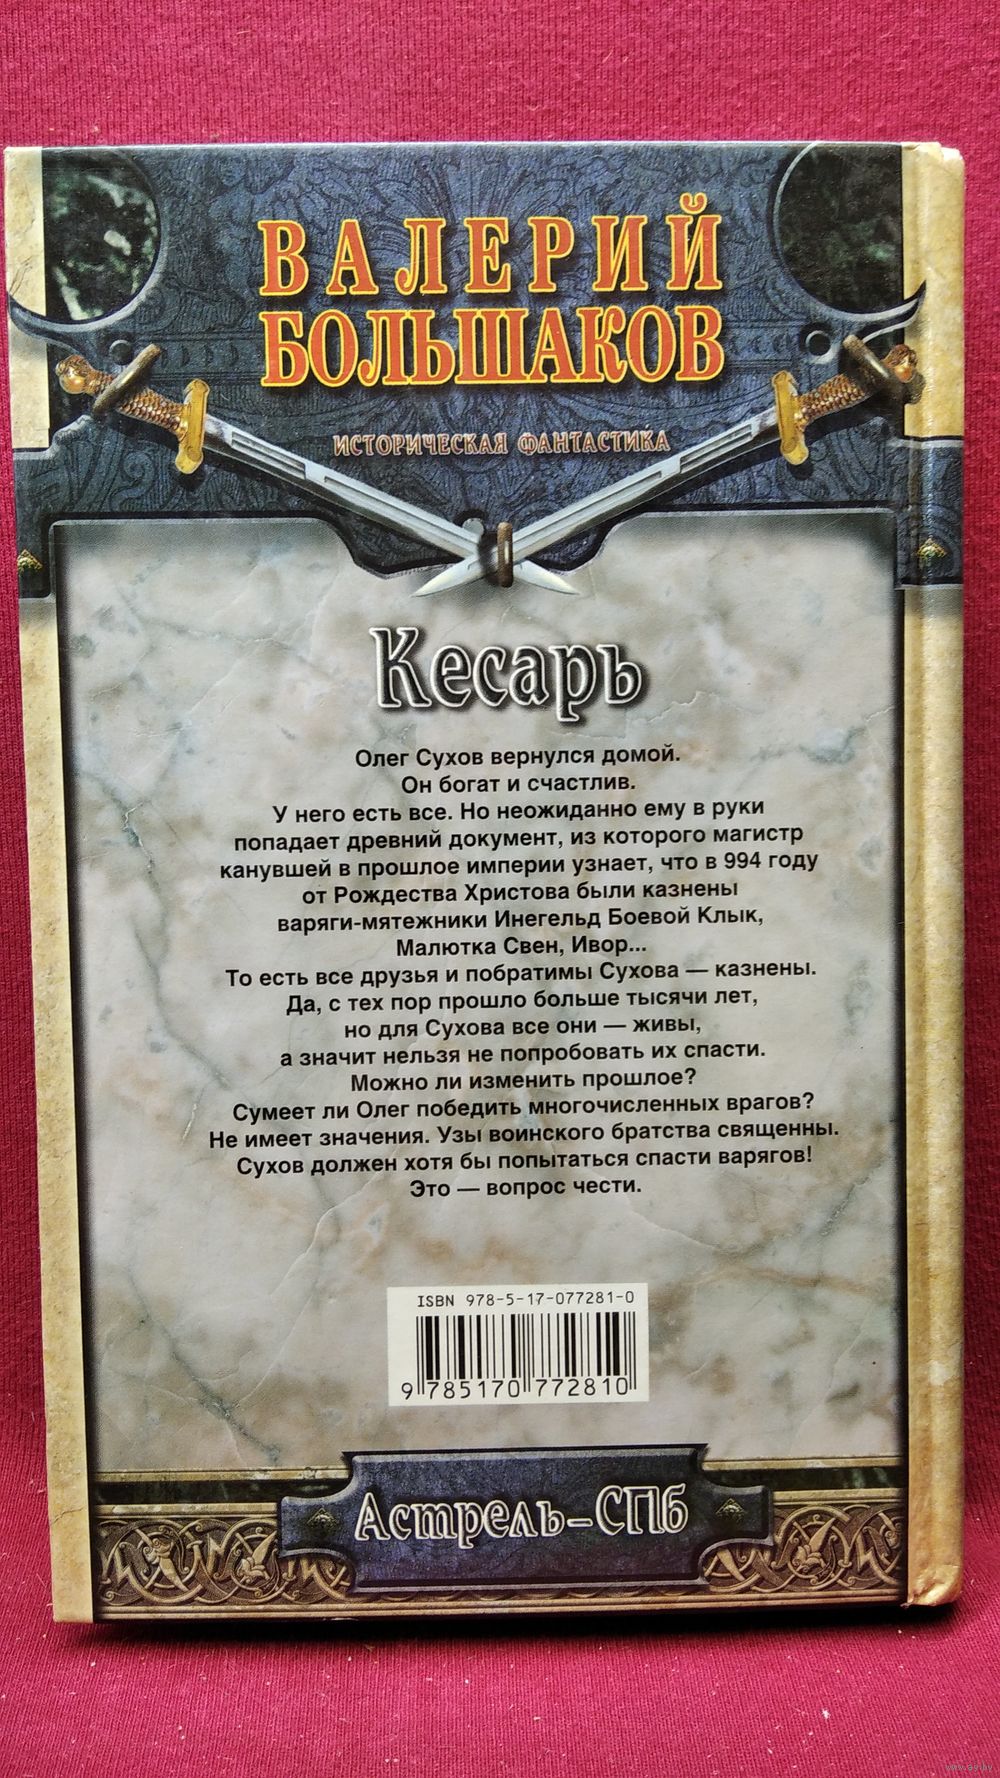 ВАЛЕРИЙ
БОЛЬШАКОВ
ИСТОРИЧЕСКАЯ ФАНТАСТИКА
Кесарь
Олег Сухов вернулся домой.
Он богат и счастлив.
У него есть все. Но неожиданно ему в руки
попадает древний документ, из которого магистр
канувшей в прошлое империи узнает, что в 994 году
от Рождества Христова были казнены
варяги-мятежники Инегельд Боевой Клык,
Малютка Свен, Ивор...
То есть все друзья и побратимы Сухова — казнены.
Да, с тех пор прошло больше тысячи лет,
но для Сухова все они — живы,
а значит нельзя не попробовать их спасти.
Можно ли изменить прошлое?
Сумеет ли Олег победить многочисленных врагов?
Не имеет значения. Узы воинского братства священны.
Сухов должен хотя бы попытаться спасти варягов!
Это — вопрос чести.
ISBN 978-5-17-077281-0
9 785170 772810
Астрель-СПб
www.ay.by